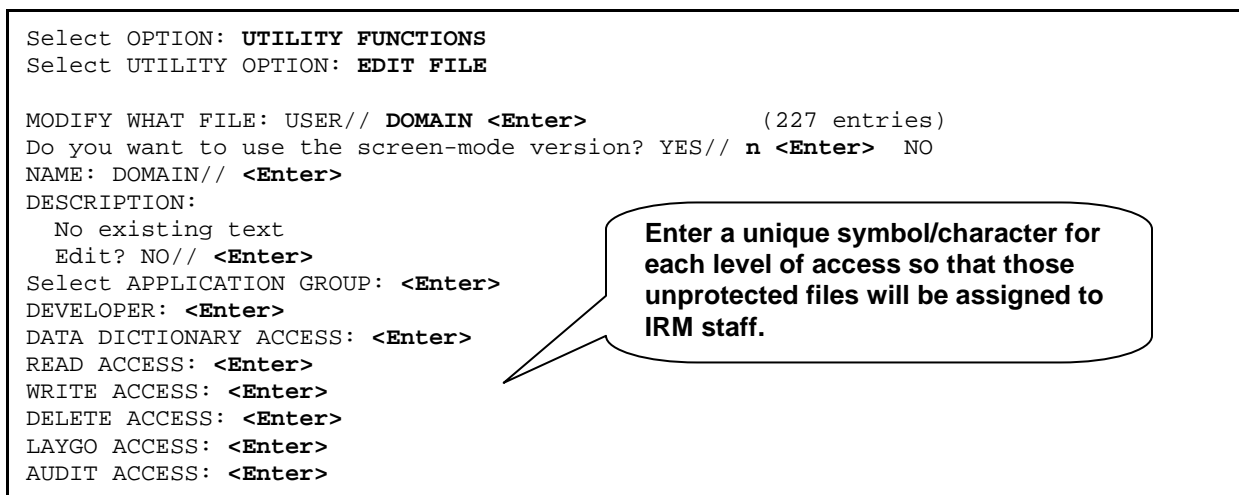 Select OPTION: UTILITY FUNCTIONS
Select UTILITY OPTION: EDIT FILE
MODIFY WHAT FILE: USER// DOMAIN <Enter> (227 entries)
Do you want to use the screen-mode version? YES// n <Enter> NO
NAME: DOMAIN// <Enter>
DESCRIPTION:
No existing text
Edit? NO// <Enter>
Select APPLICATION GROUP: <Enter>
DEVELOPER: <Enter>
DATA DICTIONARY ACCESS: <Enter>
READ ACCESS: <Enter>
WRITE ACCESS: <Enter>
DELETE ACCESS: <Enter>
LAYGO ACCESS: <Enter>
AUDIT ACCESS: <Enter>
Enter a unique symbol/character for
each level of access so that those
unprotected files will be assigned to
IRM staff.